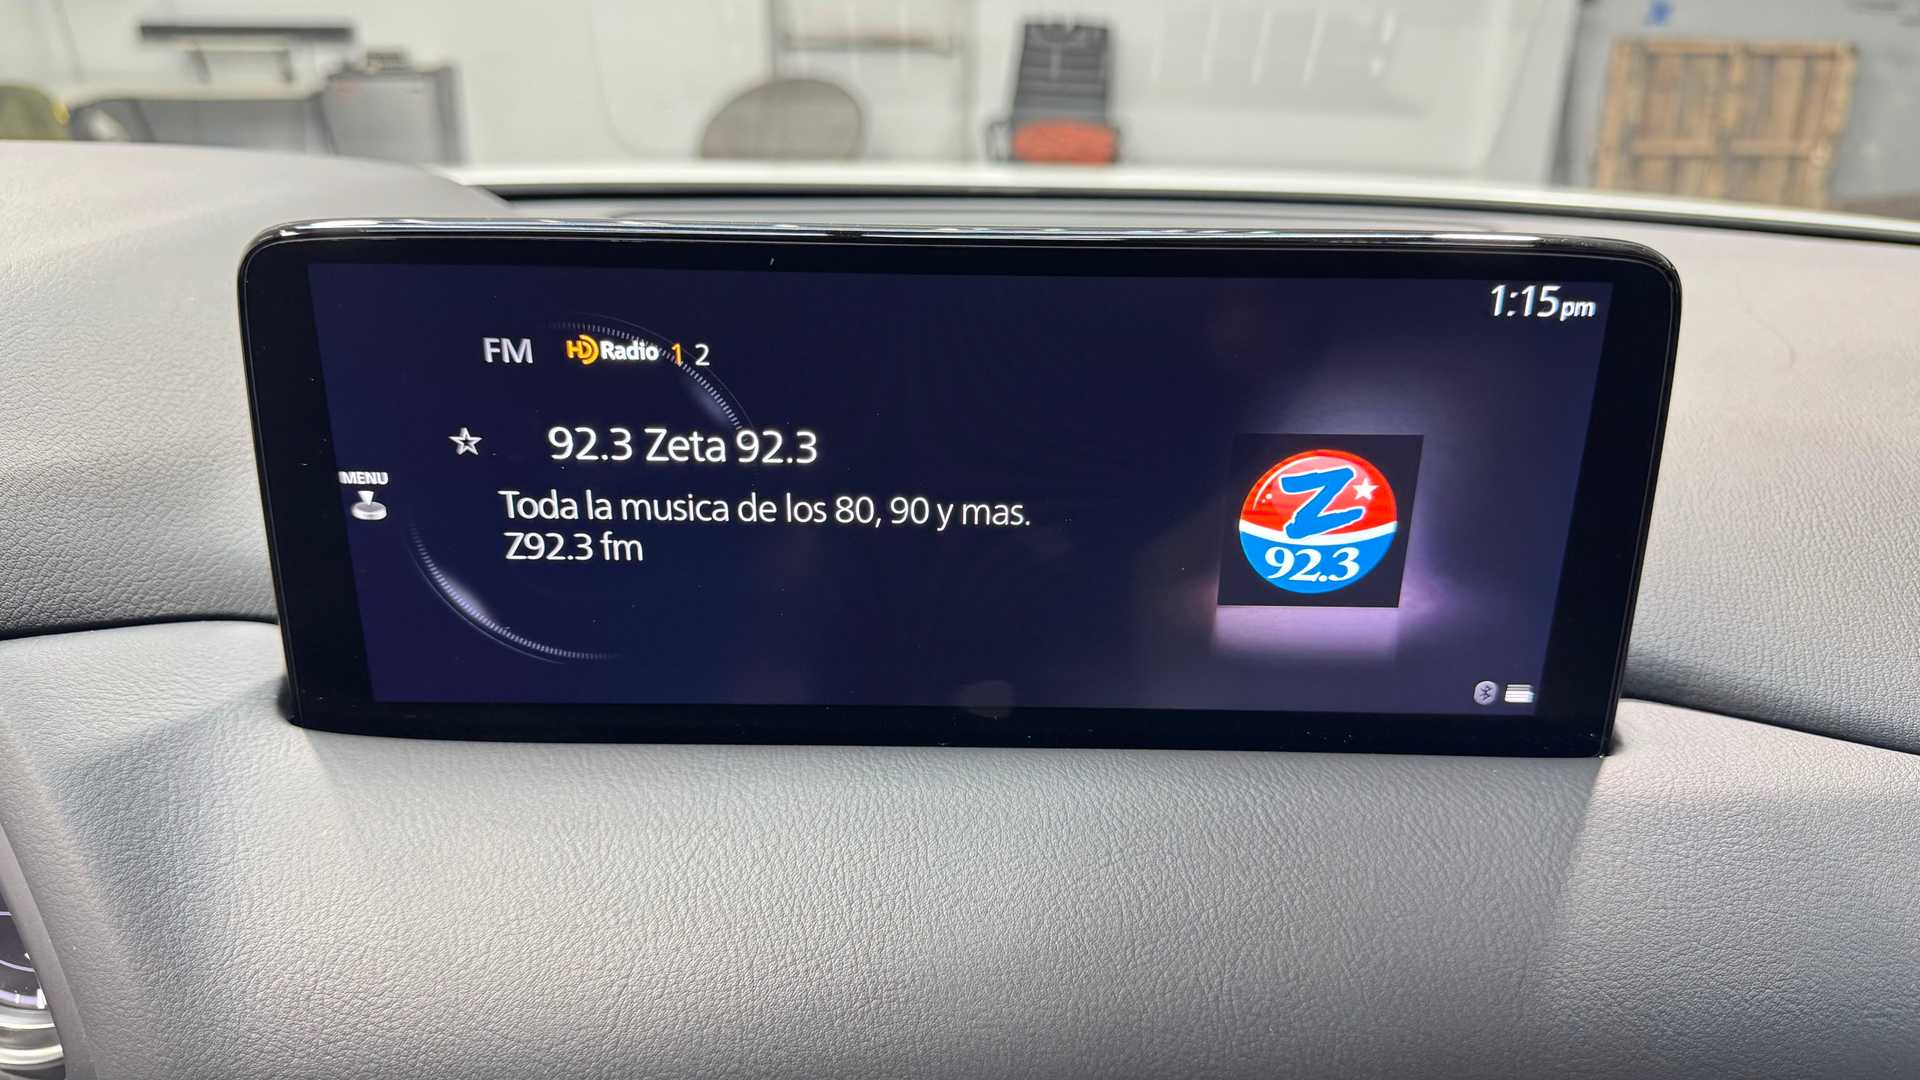 1:15pm
FM HD Radio 1 2
92.3 Zeta 92.3
MENU
Toda la musica de los 80, 90 y mas.
Z92.3 fm
Z
92.3